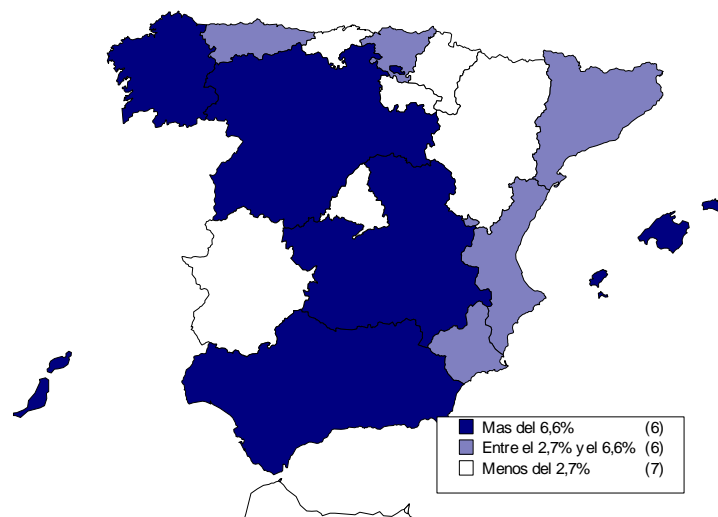 Mas del 6,6% (6)
Entre el 2,7% y el 6,6% (6)
Menos del 2,7% (7)